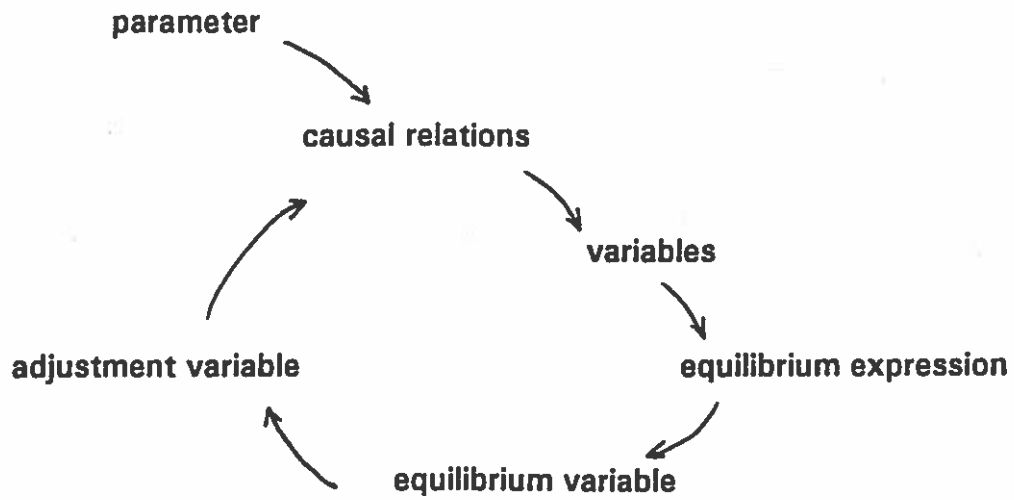 parameter
causal relations
variables
adjustment variable
equilibrium expression
equilibrium variable